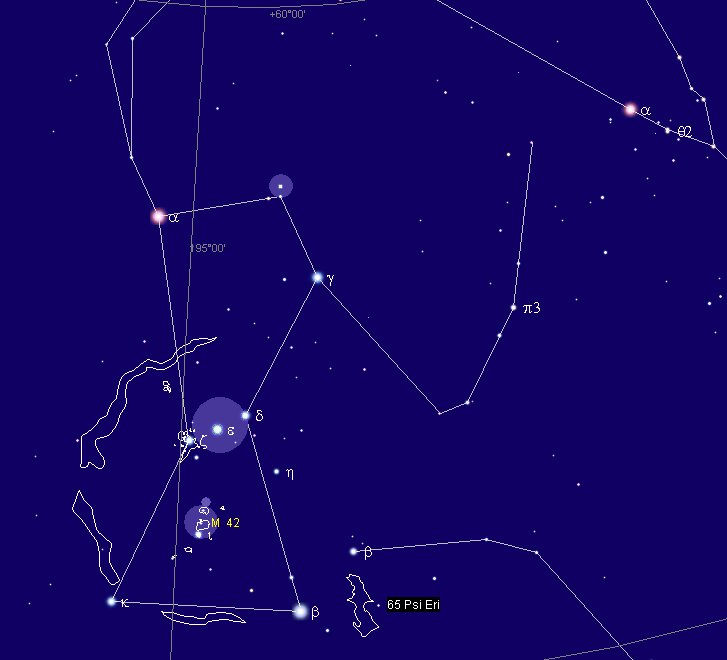 +60°00'
α
θ2
α
195°00'
γ
π3
δ
ε
ζ
η
M 42
ι
β
κ
β
65 Psi Eri